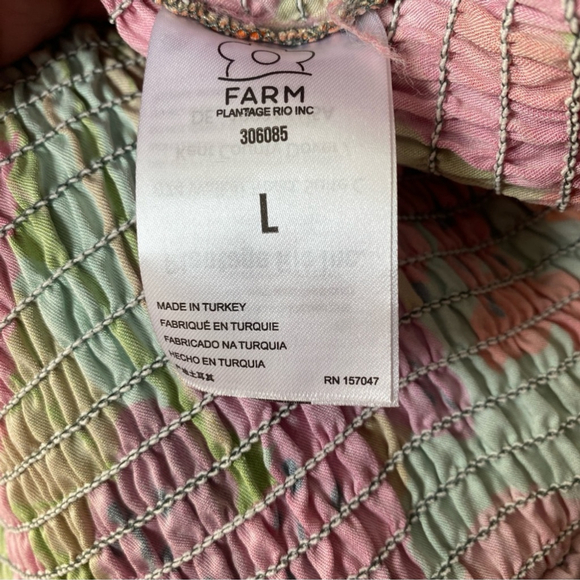 FARM
PLANTAGE RIO INC
306085
L
MADE IN TURKEY
FABRIQUÉ EN TURQUIE
FABRICADO NA TURQUIA
HECHO EN TURQUIA
RN 157047